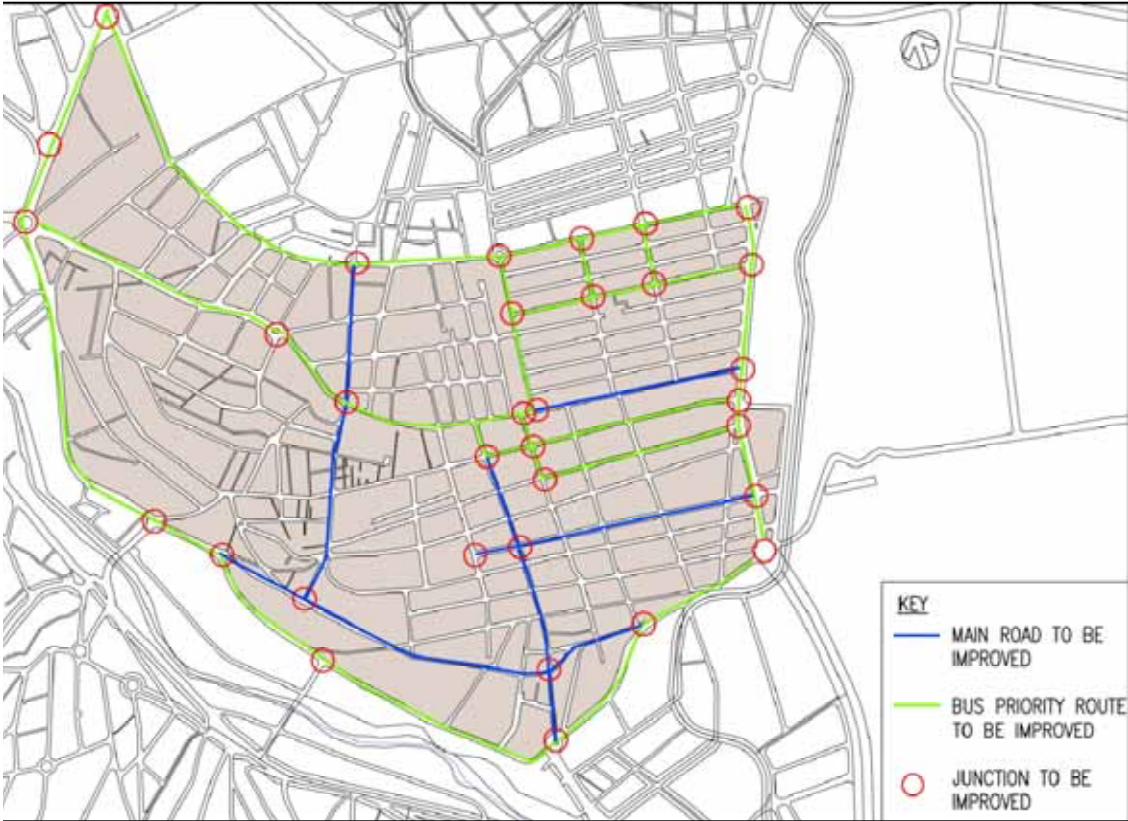 KEY
MAIN ROAD TO BE
IMPROVED
BUS PRIORITY ROUTE
TO BE IMPROVED
JUNCTION TO BE
IMPROVED